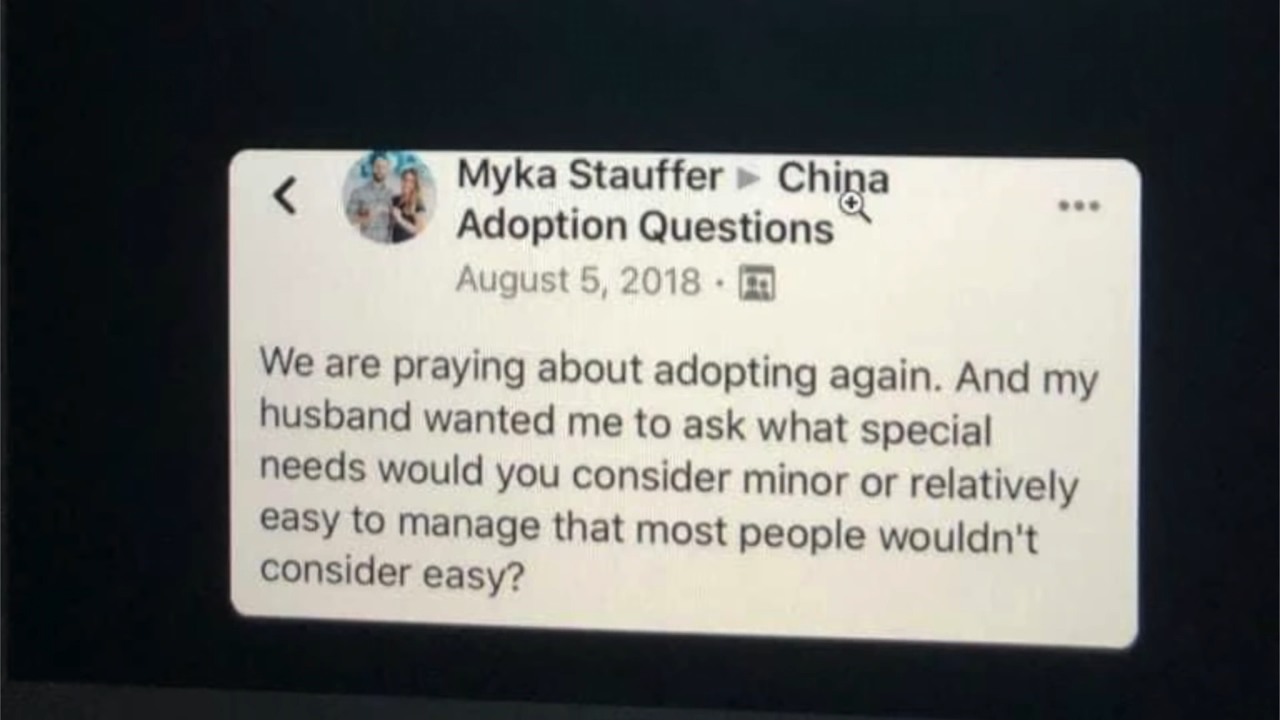 Myka Stauffer ▶ China
Adoption Questions
August 5, 2018 ·
We are praying about adopting again. And my
husband wanted me to ask what special
needs would you consider minor or relatively
easy to manage that most people wouldn't
consider easy?